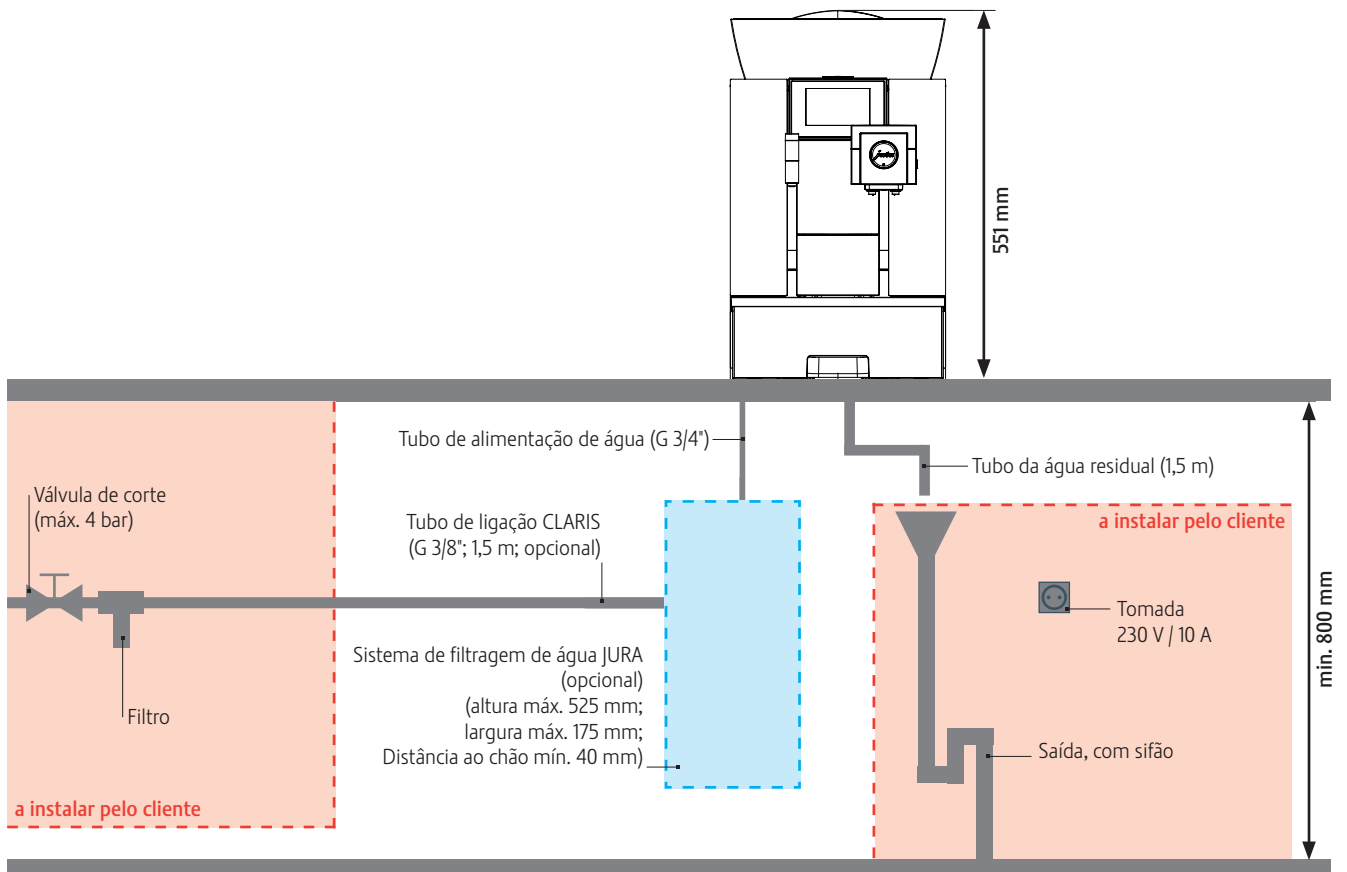 551 mm
Tubo de alimentação de água (G 3/4")
Tubo da água residual (1,5 m)
Válvula de corte
(máx. 4 bar)
Tubo de ligação CLARIS
(G 3/8"; 1,5 m; opcional)
a instalar pelo cliente
Tomada
230 V / 10 A
min. 800 mm
Sistema de filtragem de água JURA
(opcional)
(altura máx. 525 mm;
largura máx. 175 mm;
Distância ao chão mín. 40 mm)
Filtro
Saída, com sifão
a instalar pelo cliente
jura